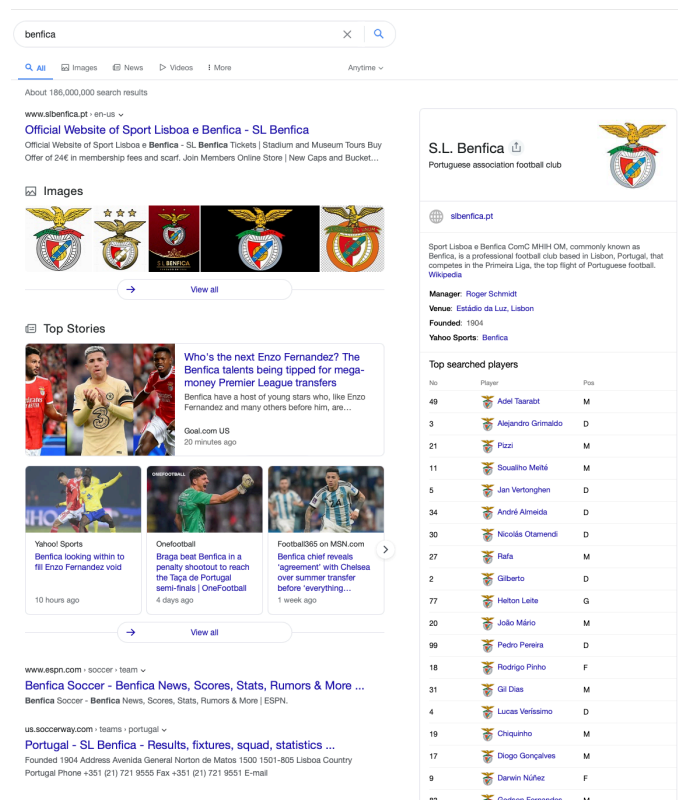 benfica
All
Images
News
Videos
More
Anytime
About 186,000,000 search results
www.slbenfica.pt › en-us
Official Website of Sport Lisboa e Benfica - SL Benfica
Official Website of Sport Lisboa e Benfica - SL Benfica Tickets | Stadium and Museum Tours Buy
Offer of 24€ in membership fees and scarf. Join Members Online Store | New Caps and Bucket…
Images
S.L. BENFICA
View all
Top Stories
Who's the next Enzo Fernandez? The
Benfica talents being tipped for mega-
money Premier League transfers
Benfica have a host of young stars who, like Enzo
Fernandez and many others before him, are…
Goal.com US
20 minutes ago
Yahoo! Sports
Benfica looking within to
fill Enzo Fernandez void
10 hours ago
ONEFOOTBALL
Onefootball
Braga beat Benfica in a
penalty shootout to reach
the Taça de Portugal
semi-finals | OneFootball
4 days ago
Football365 on MSN.com
Benfica chief reveals
'agreement' with Chelsea
over summer transfer
before 'everything…
1 week ago
View all
www.espn.com › soccer › team
Benfica Soccer - Benfica News, Scores, Stats, Rumors & More ...
Benfica Soccer - Benfica News, Scores, Stats, Rumors & More | ESPN.
us.soccerway.com › teams › portugal
Portugal - SL Benfica - Results, fixtures, squad, statistics ...
Founded 1904 Address Avenida General Norton de Matos 1500 1501-805 Lisboa Country
Portugal Phone +351 (21) 721 9555 Fax +351 (21) 721 9551 E-mail
S.L. Benfica
Portuguese association football club
slbenfica.pt
Sport Lisboa e Benfica ComC MHIH OM, commonly known as
Benfica, is a professional football club based in Lisbon, Portugal, that
competes in the Primeira Liga, the top flight of Portuguese football.
Wikipedia
Manager: Roger Schmidt
Venue: Estádio da Luz, Lisbon
Founded: 1904
Yahoo Sports: Benfica
Top searched players
No Player Pos
49 Adel Taarabt M
3 Alejandro Grimaldo D
21 Pizzi M
11 Soualiho Meïté M
5 Jan Vertonghen D
34 André Almeida D
30 Nicolás Otamendi D
27 Rafa M
2 Gilberto D
77 Helton Leite G
20 João Mário M
99 Pedro Pereira D
18 Rodrigo Pinho F
31 Gil Dias M
4 Lucas Veríssimo D
19 Chiquinho M
17 Diogo Gonçalves M
9 Darwin Núñez F